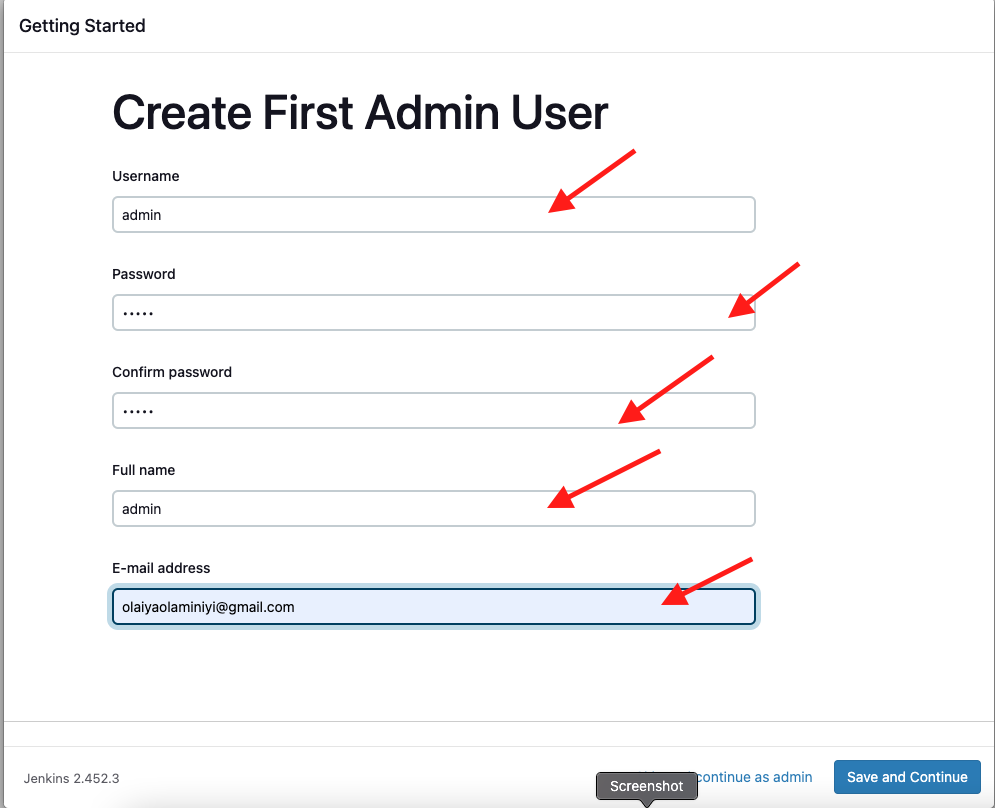 Getting Started
Create First Admin User
Username
admin
Password
•••••
Confirm password
•••••
Full name
admin
E-mail address
olaiyaolaminiyi@gmail.com
Jenkins 2.452.3
continue as admin
Save and Continue
Screenshot